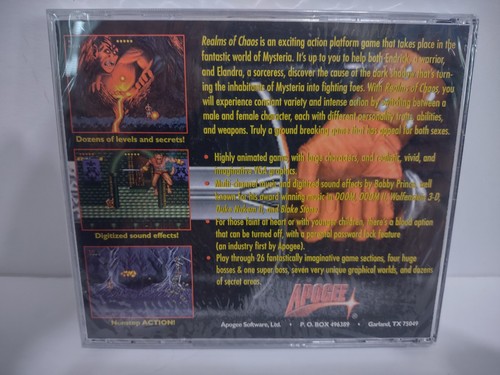 Realms of Chaos is an exciting action platform game that takes place in the
fantastic world of Mysteria. It's up to you to help both Endrick, a warrior,
and Elandra, a sorceress, discover the cause of the dark shadow that's turn-
ing the inhabitants of Mysteria into fighting foes. With Realms of Chaos, you
will experience constant variety and intense action by switching between a
male and female character, each with different personality traits, abilities,
and weapons. Truly a ground breaking game that has appeal for both sexes.
Dozens of levels and secrets!
• Highly animated games with large characters, and realistic, vivid, and
imaginative VGA graphics.
• Multi channel music and digitized sound effects by Bobby Prince, well
known for his award winning music in DOOM, DOOM II, Wolfenstein 3-D,
Duke Nukem II, and Blake Stone.
Digitized sound effects!
• For those faint at heart or with younger children, there's a blood option
that can be turned off, with a personal password lock feature
(an industry first by Apogee).
• Play through 26 fantastically imaginative game sections, four huge
bosses & one super boss, seven very unique graphical worlds, and dozens
of secret areas.
Nonstop ACTION!
APOGEE
Apogee Software, Ltd. • P. O. BOX 496389 • Garland, TX 75049